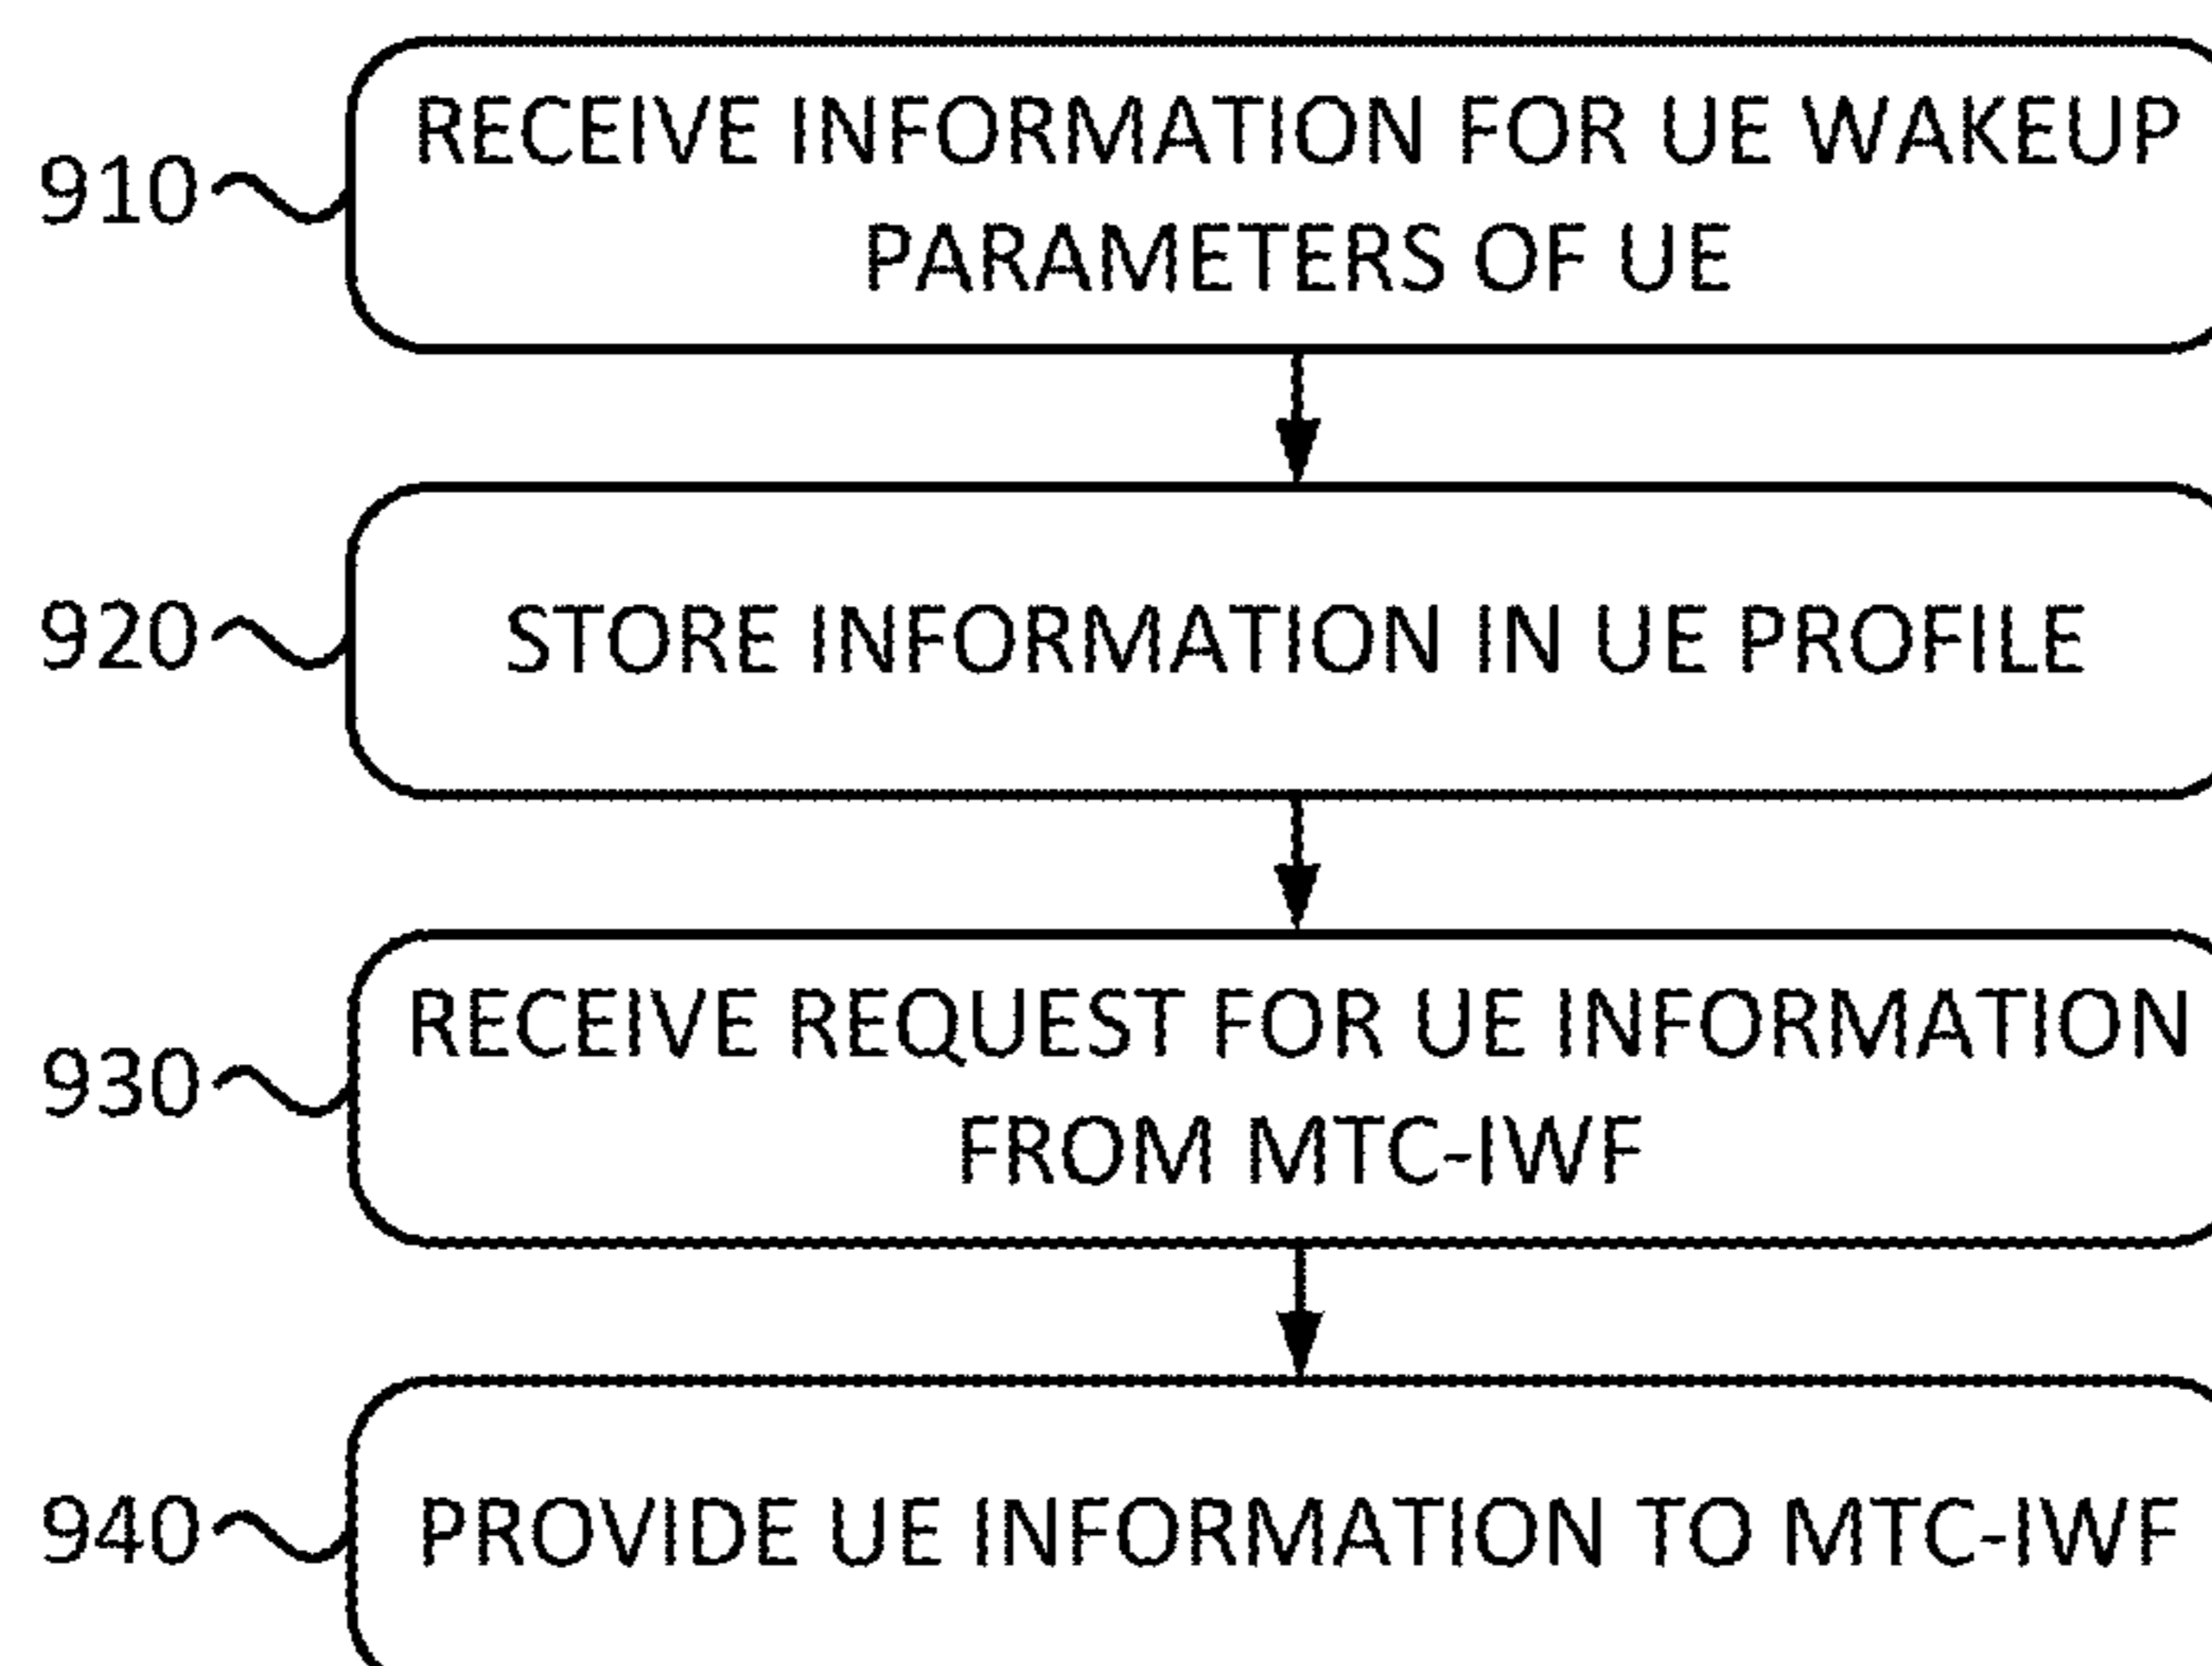 910
RECEIVE INFORMATION FOR UE WAKEUP
PARAMETERS OF UE
920
STORE INFORMATION IN UE PROFILE
930
RECEIVE REQUEST FOR UE INFORMATION
FROM MTC-IWF
940
PROVIDE UE INFORMATION TO MTC-IWF